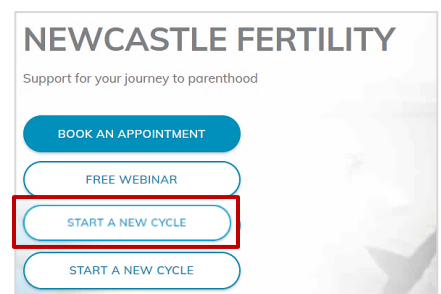 NEWCASTLE FERTILITY
Support for your journey to parenthood
BOOK AN APPOINTMENT
FREE WEBINAR
START A NEW CYCLE
START A NEW CYCLE